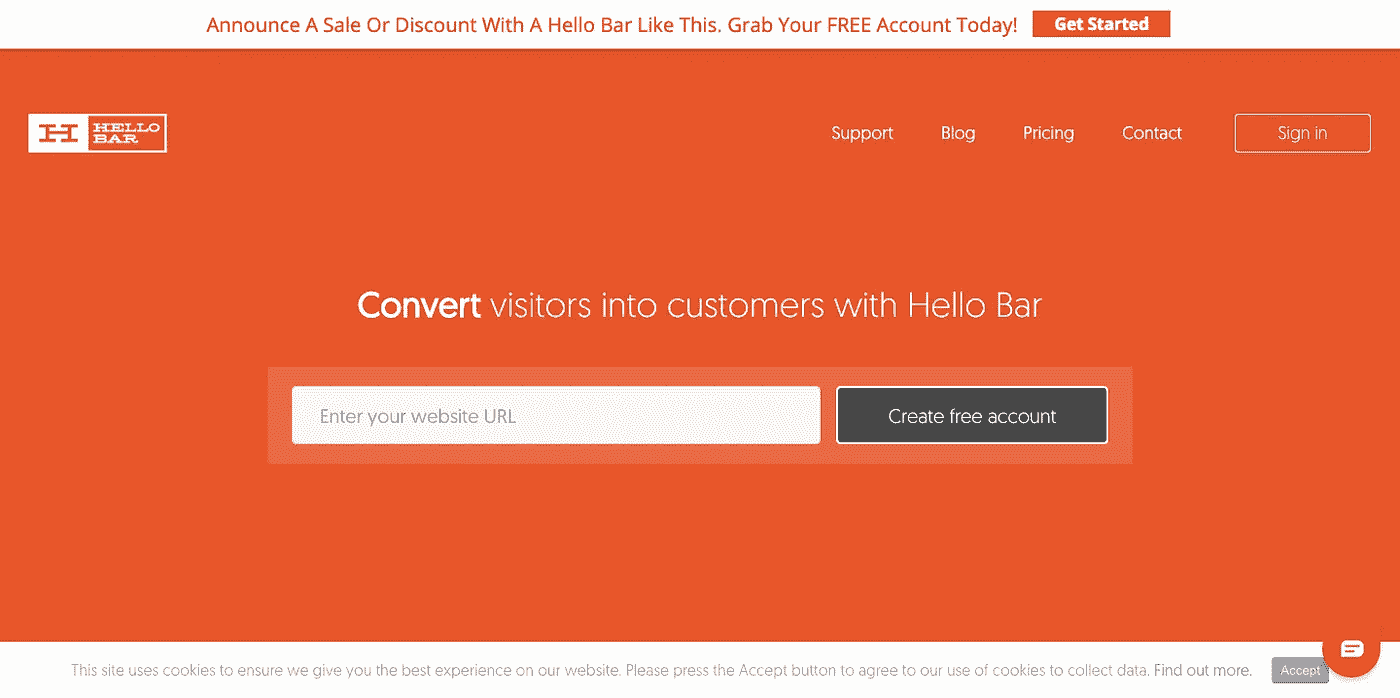 Announce A Sale Or Discount With A Hello Bar Like This. Grab Your FREE Account Today! Get Started
H HELLO BAR
Support Blog Pricing Contact Sign in
Convert visitors into customers with Hello Bar
Enter your website URL Create free account
This site uses cookies to ensure we give you the best experience on our website. Please press the Accept button to agree to our use of cookies to collect data. Find out more. Accept